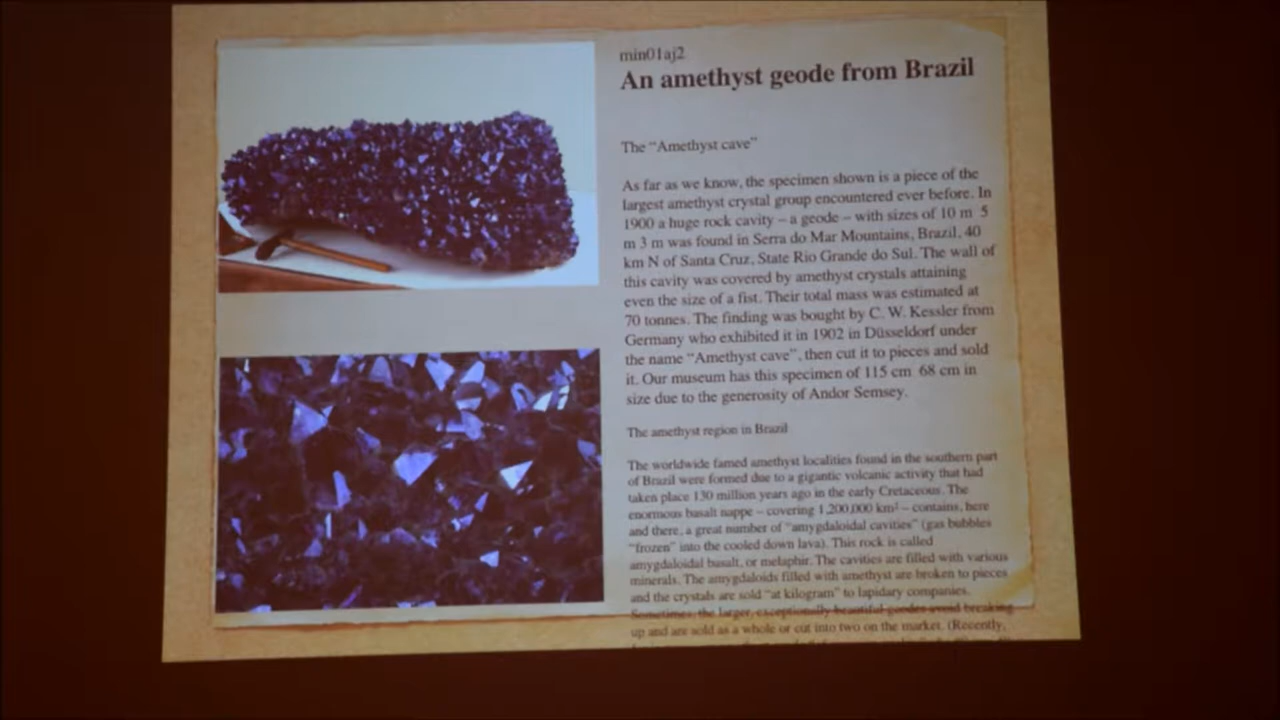 min01aj2
An amethyst geode from Brazil
The “Amethyst cave”
As far as we know, the specimen shown is a piece of the
largest amethyst crystal group encountered ever before. In
1900 a huge rock cavity – a geode – with sizes of 10 m 5
m 3 m was found in Serra do Mar Mountains, Brazil, 40
km N of Santa Cruz, State Rio Grande do Sul. The wall of
this cavity was covered by amethyst crystals attaining
even the size of a fist. Their total mass was estimated at
70 tonnes. The finding was bought by C. W. Kessler from
Germany who exhibited it in 1902 in Düsseldorf under
the name “Amethyst cave”, then cut it to pieces and sold
it. Our museum has this specimen of 115 cm 68 cm in
size due to the generosity of Andor Semsey.
The amethyst region in Brazil
The worldwide famed amethyst localities found in the southern part
of Brazil were formed due to a gigantic volcanic activity that had
taken place 130 million years ago in the early Cretaceous. The
enormous basalt nappe – covering 1,200,000 km² – contains, here
and there, a great number of “amygdaloidal cavities” (gas bubbles
“frozen” into the cooled down lava). This rock is called
amygdaloidal basalt, or melaphir. The cavities are filled with various
minerals. The amygdaloids filled with amethyst are broken to pieces
and the crystals are sold “at kilogram” to lapidary companies.
Sometimes, the larger, exceptionally beautiful geodes avoid breaking
up and are sold as a whole or cut into two on the market. (Recently,